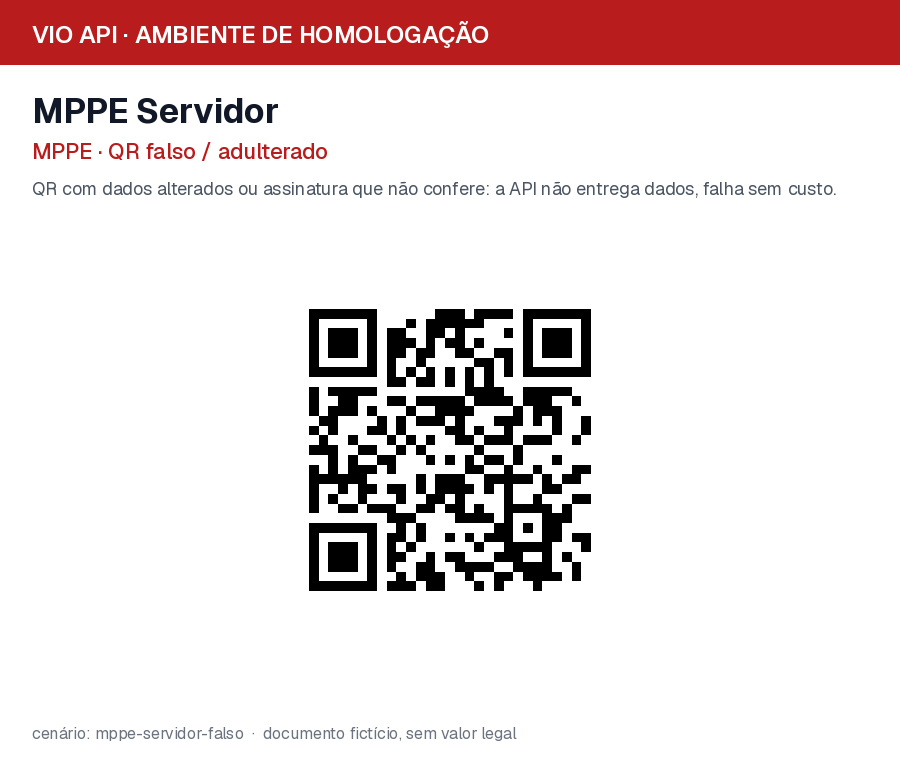 VIO API · AMBIENTE DE HOMOLOGAÇÃO
MPPE Servidor
MPPE · QR falso / adulterado
QR com dados alterados ou assinatura que não confere: a API não entrega dados, falha sem custo.
cenário: mppe-servidor-falso · documento fictício, sem valor legal